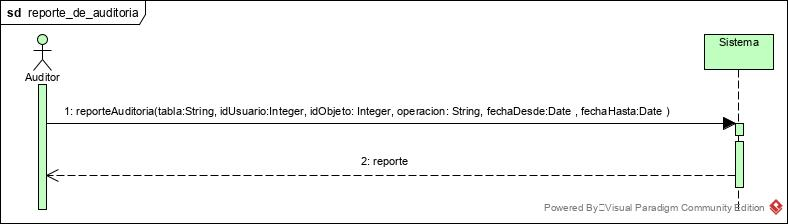 sd reporte_de_auditoria
Sistema
Auditor
1: reporteAuditoria(tabla:String, idUsuario:Integer, idObjeto: Integer, operacion: String, fechaDesde:Date , fechaHasta:Date )
2: reporte
Powered By Visual Paradigm Community Edition